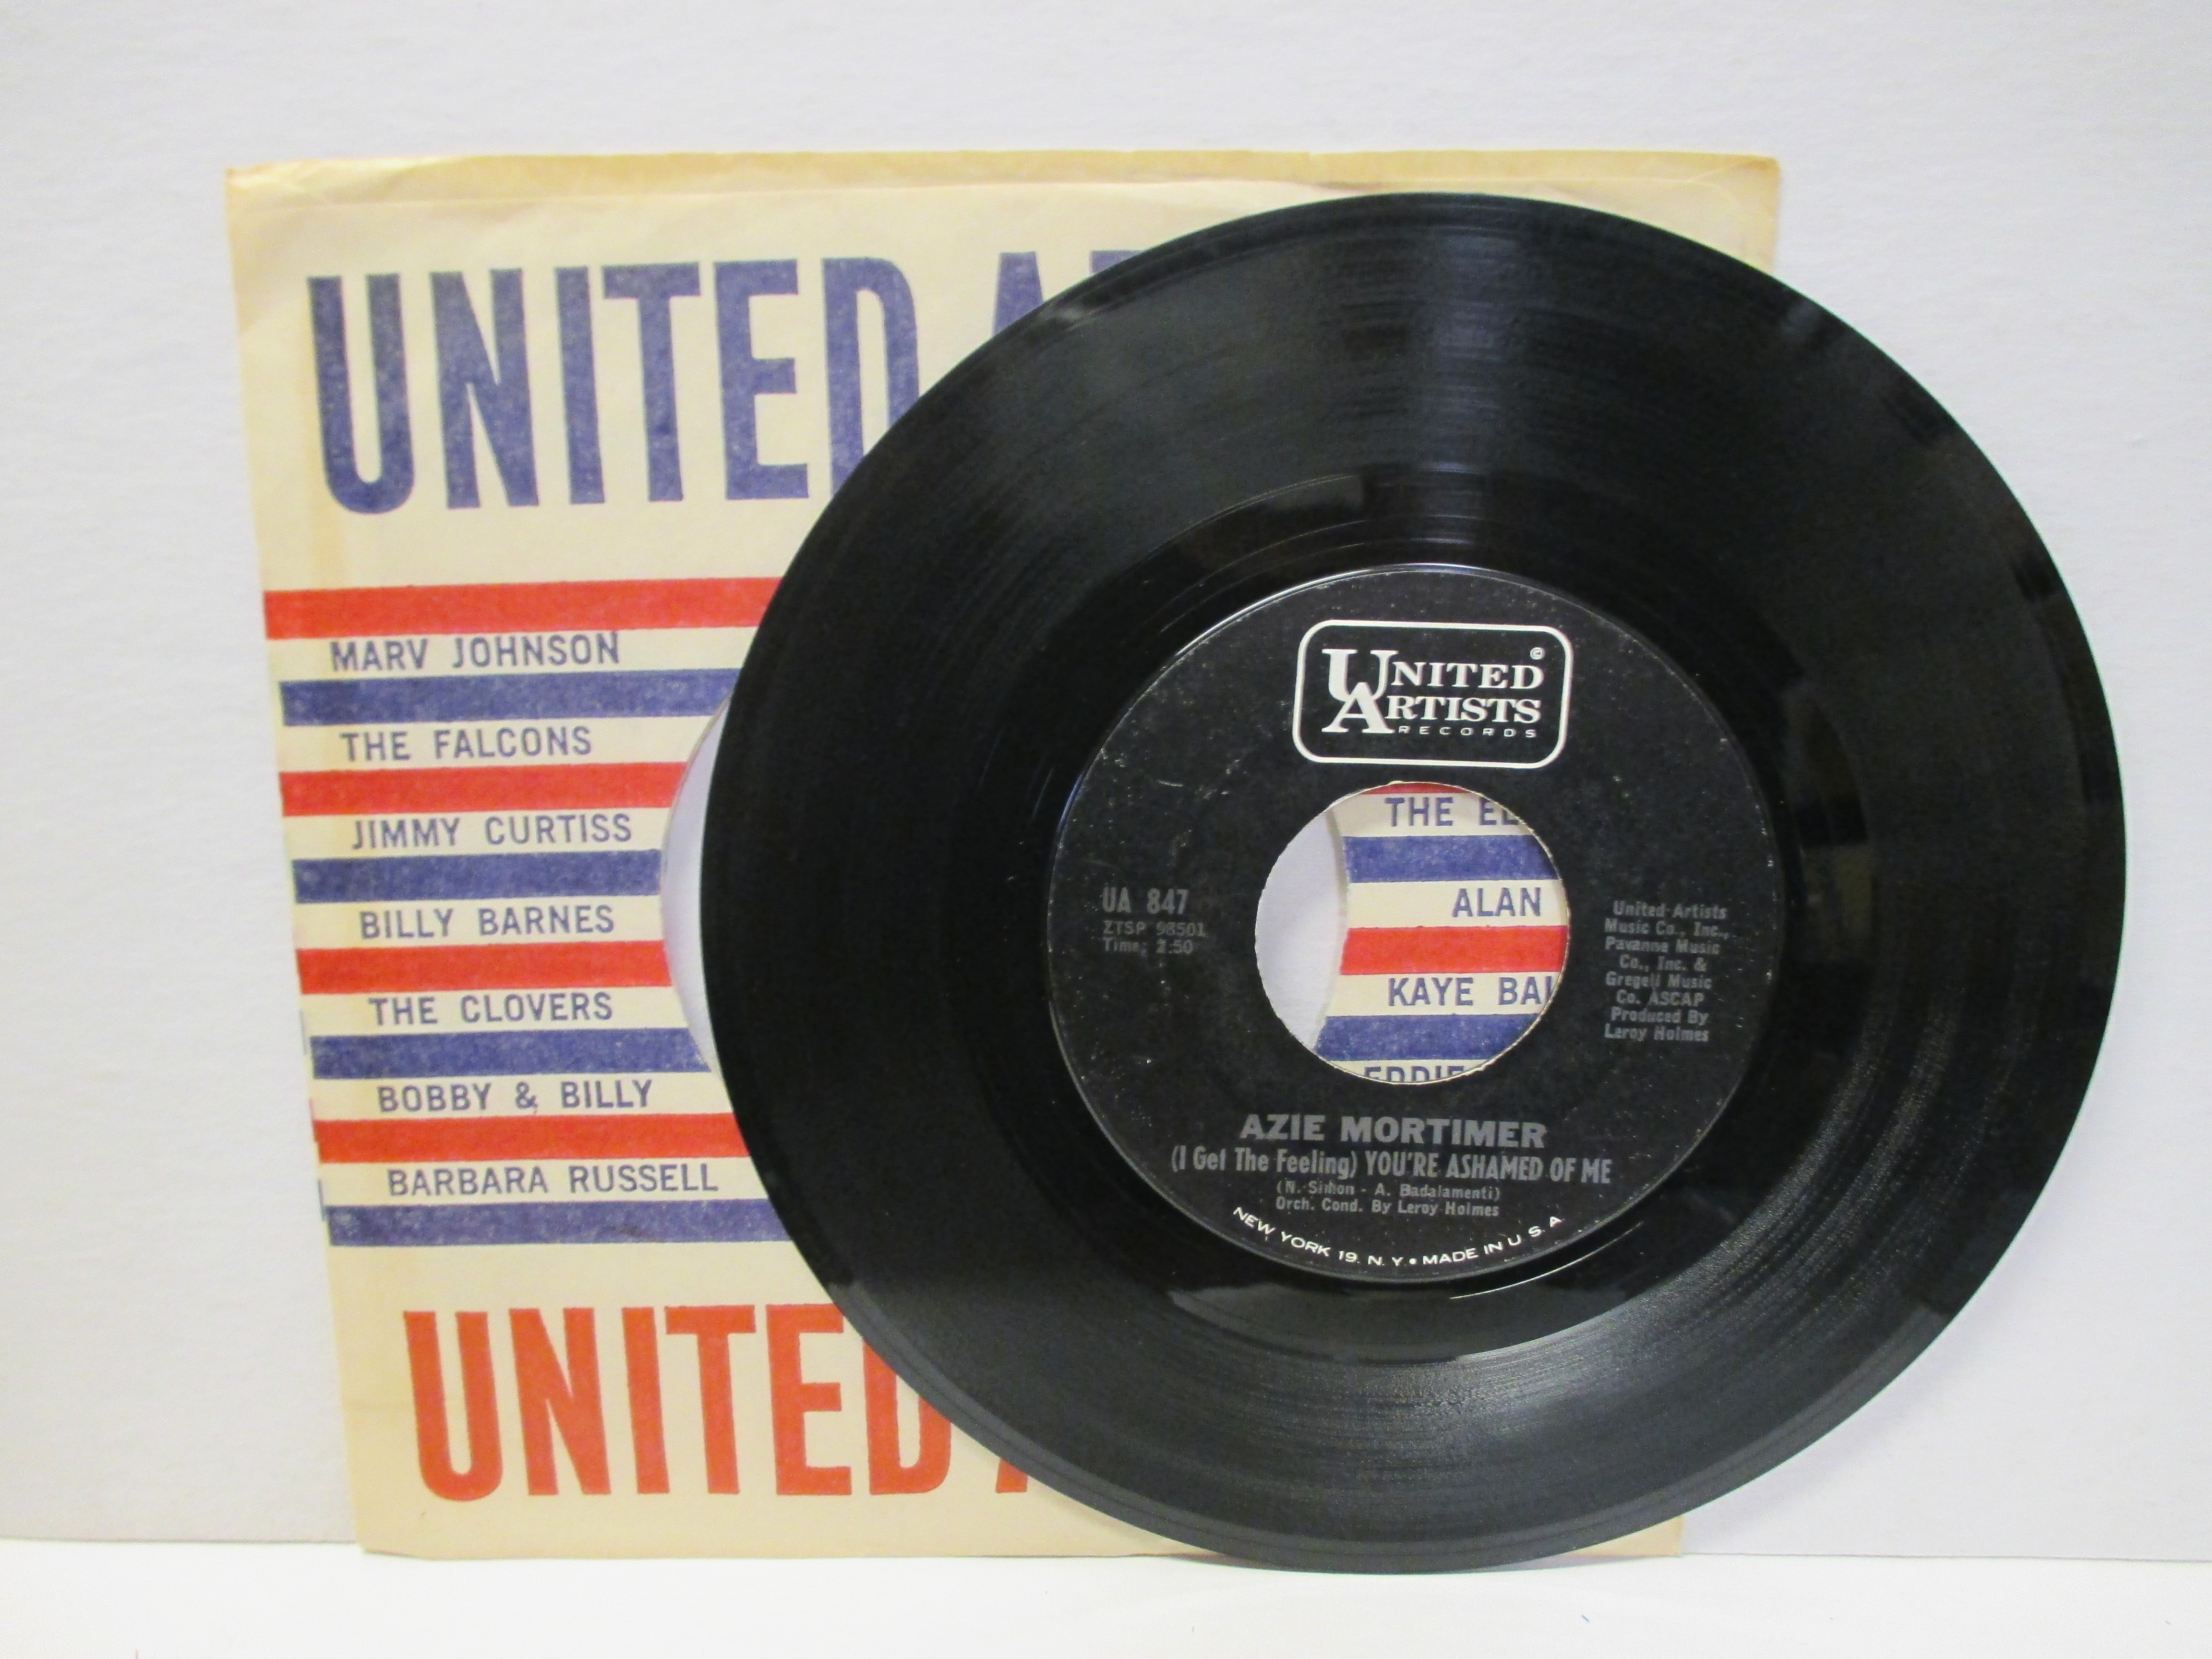 UNITED
MARV JOHNSON
THE FALCONS
JIMMY CURTISS
BILLY BARNES
THE CLOVERS
BOBBY & BILLY
BARBARA RUSSELL
UNITED
UNITED ©
ARTISTS
RECORDS
THE
ALAN
KAYE
UA 847
ZTSP 98501
Time: 2:50
United Artists
Music Co., Inc.,
Pavanne Music
Co., Inc. &
Gregell Music
Co. ASCAP
Produced By
Leroy Holmes
AZIE MORTIMER
(I Get The Feeling) YOU'RE ASHAMED OF ME
(N. Simon - A. Badalamenti)
Orch. Cond. By Leroy Holmes
NEW YORK 19, N. Y. • MADE IN U. S. A.